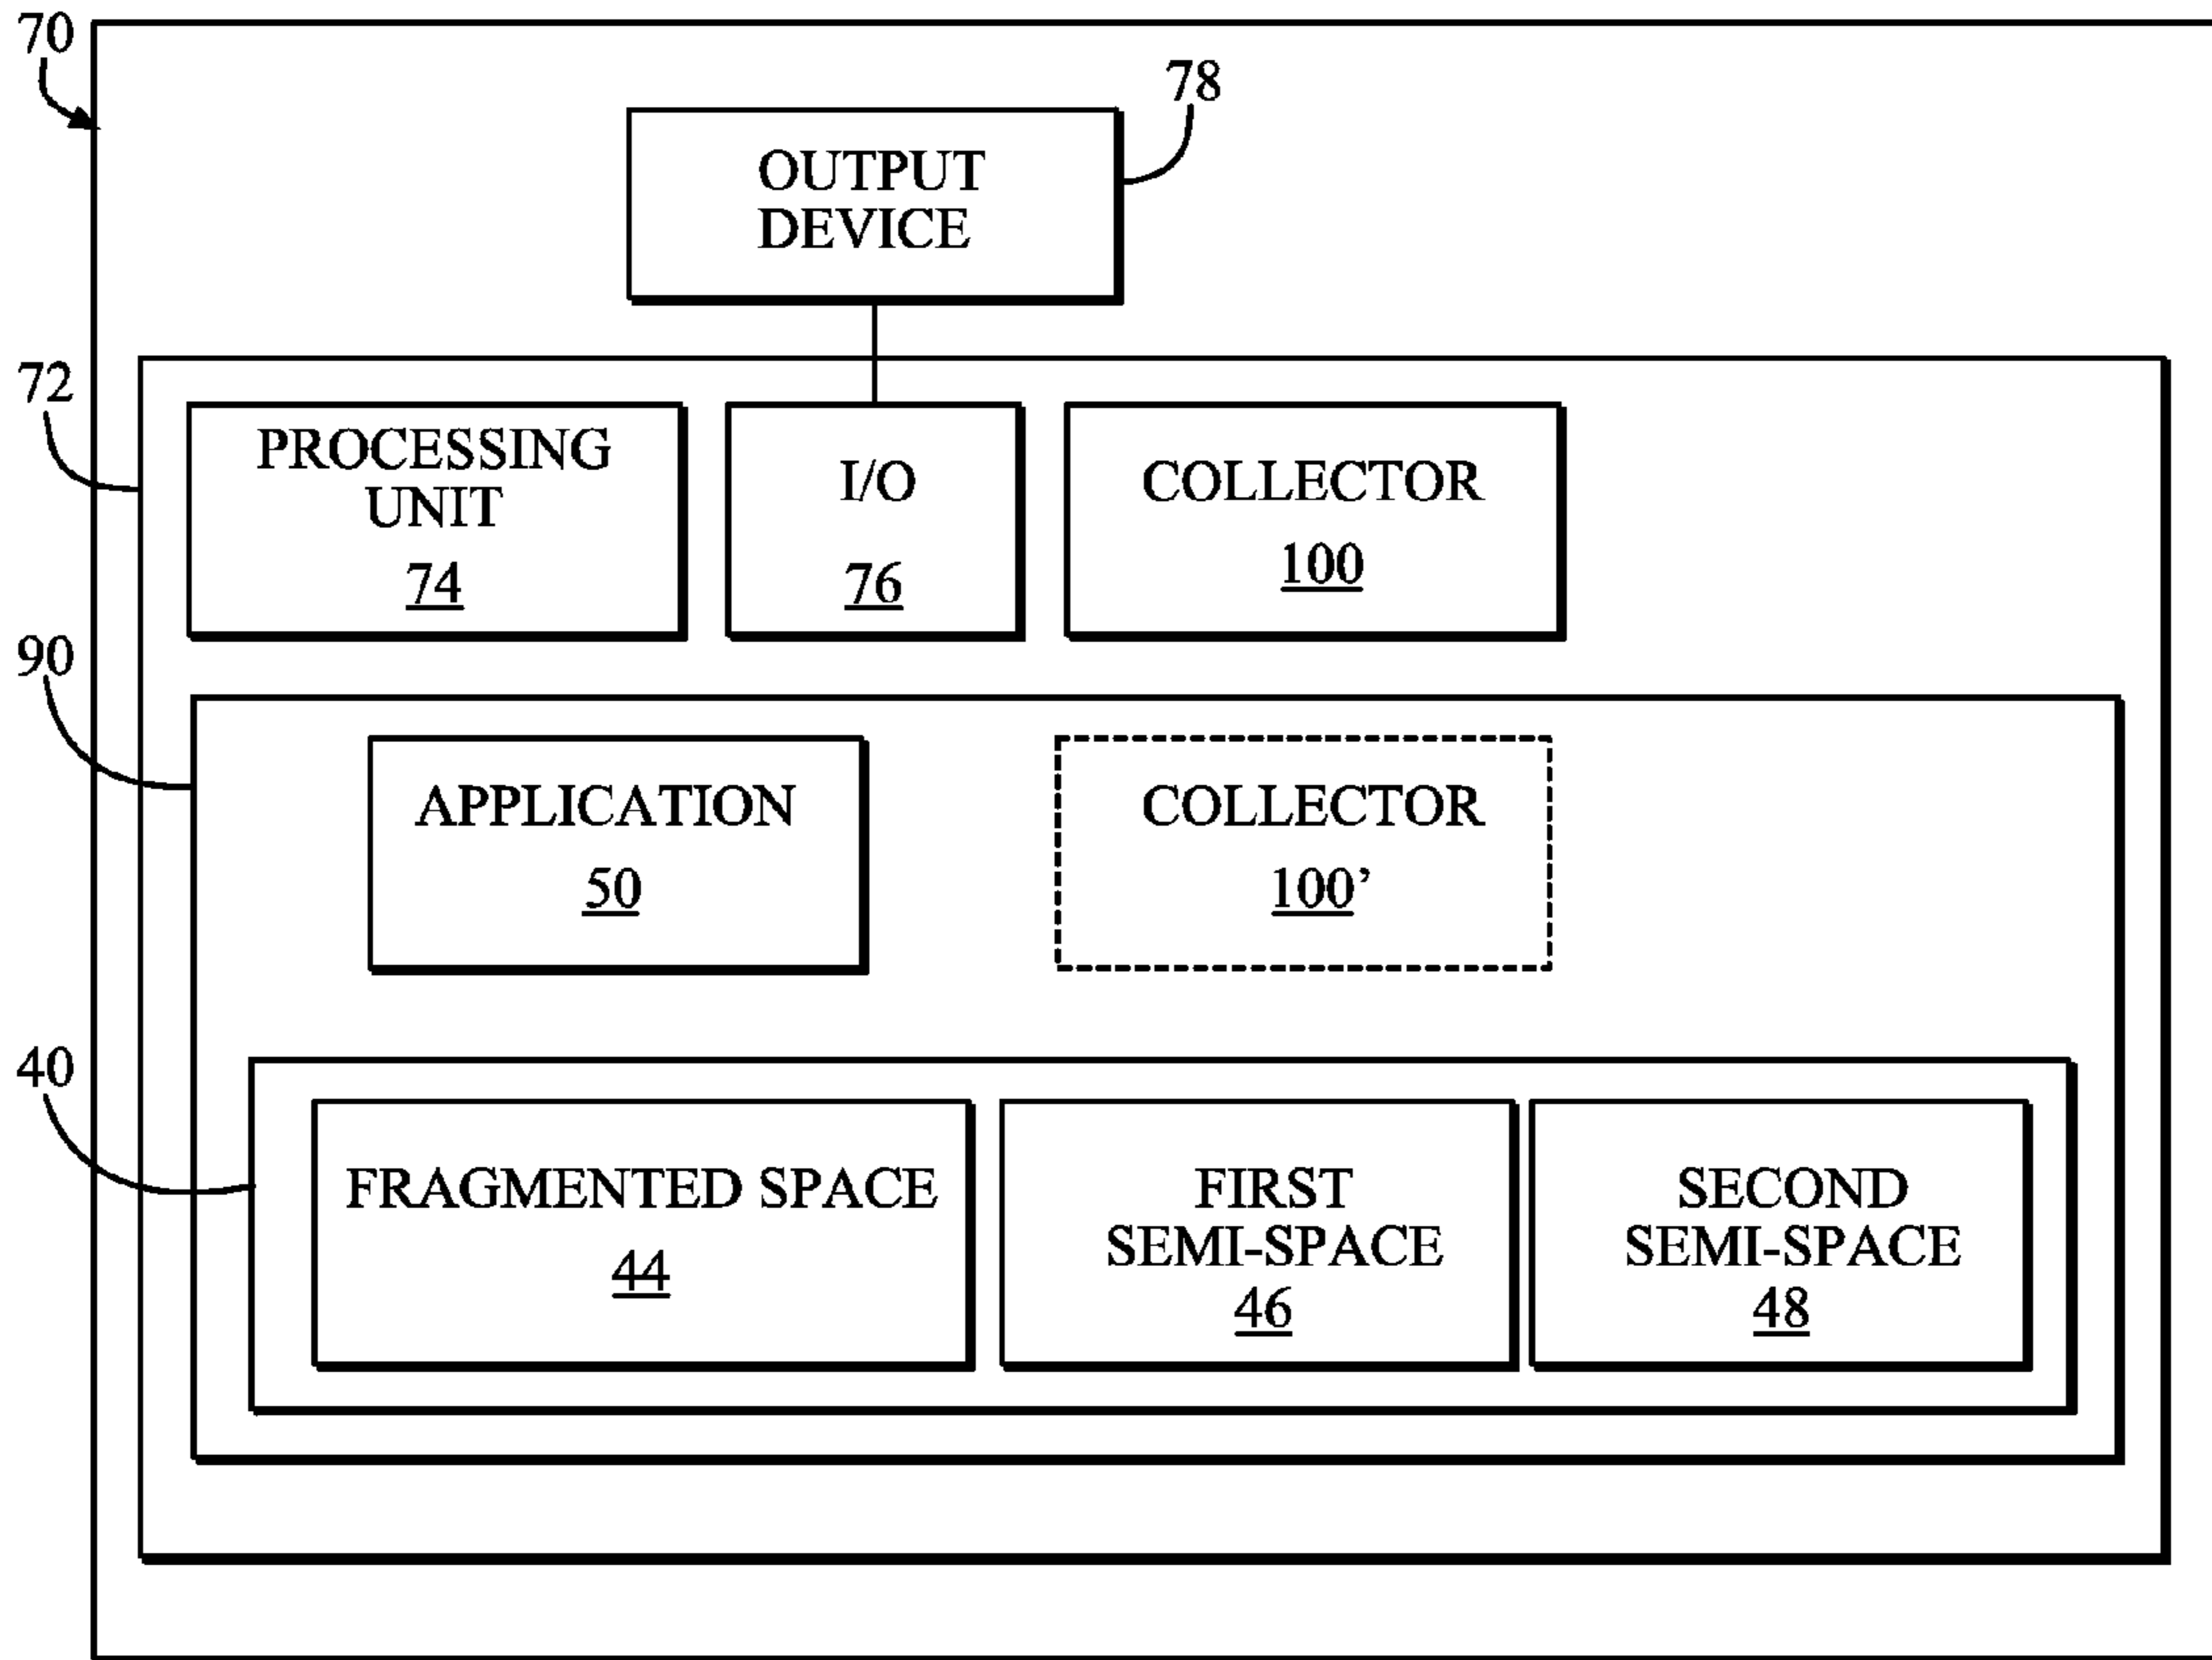 70
78
OUTPUT
DEVICE
72
PROCESSING
UNIT
74
I/O
76
COLLECTOR
100
90
APPLICATION
50
COLLECTOR
100’
40
FRAGMENTED SPACE
44
FIRST
SEMI-SPACE
46
SECOND
SEMI-SPACE
48